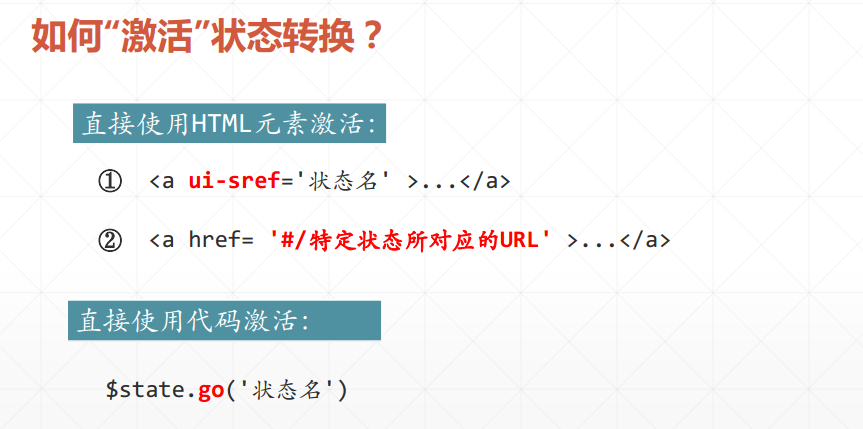 如何“激活”状态转换？
直接使用HTML元素激活:
① <a ui-sref='状态名' >...</a>
② <a href= '#/特定状态所对应的URL' >...</a>
直接使用代码激活:
$state.go('状态名')